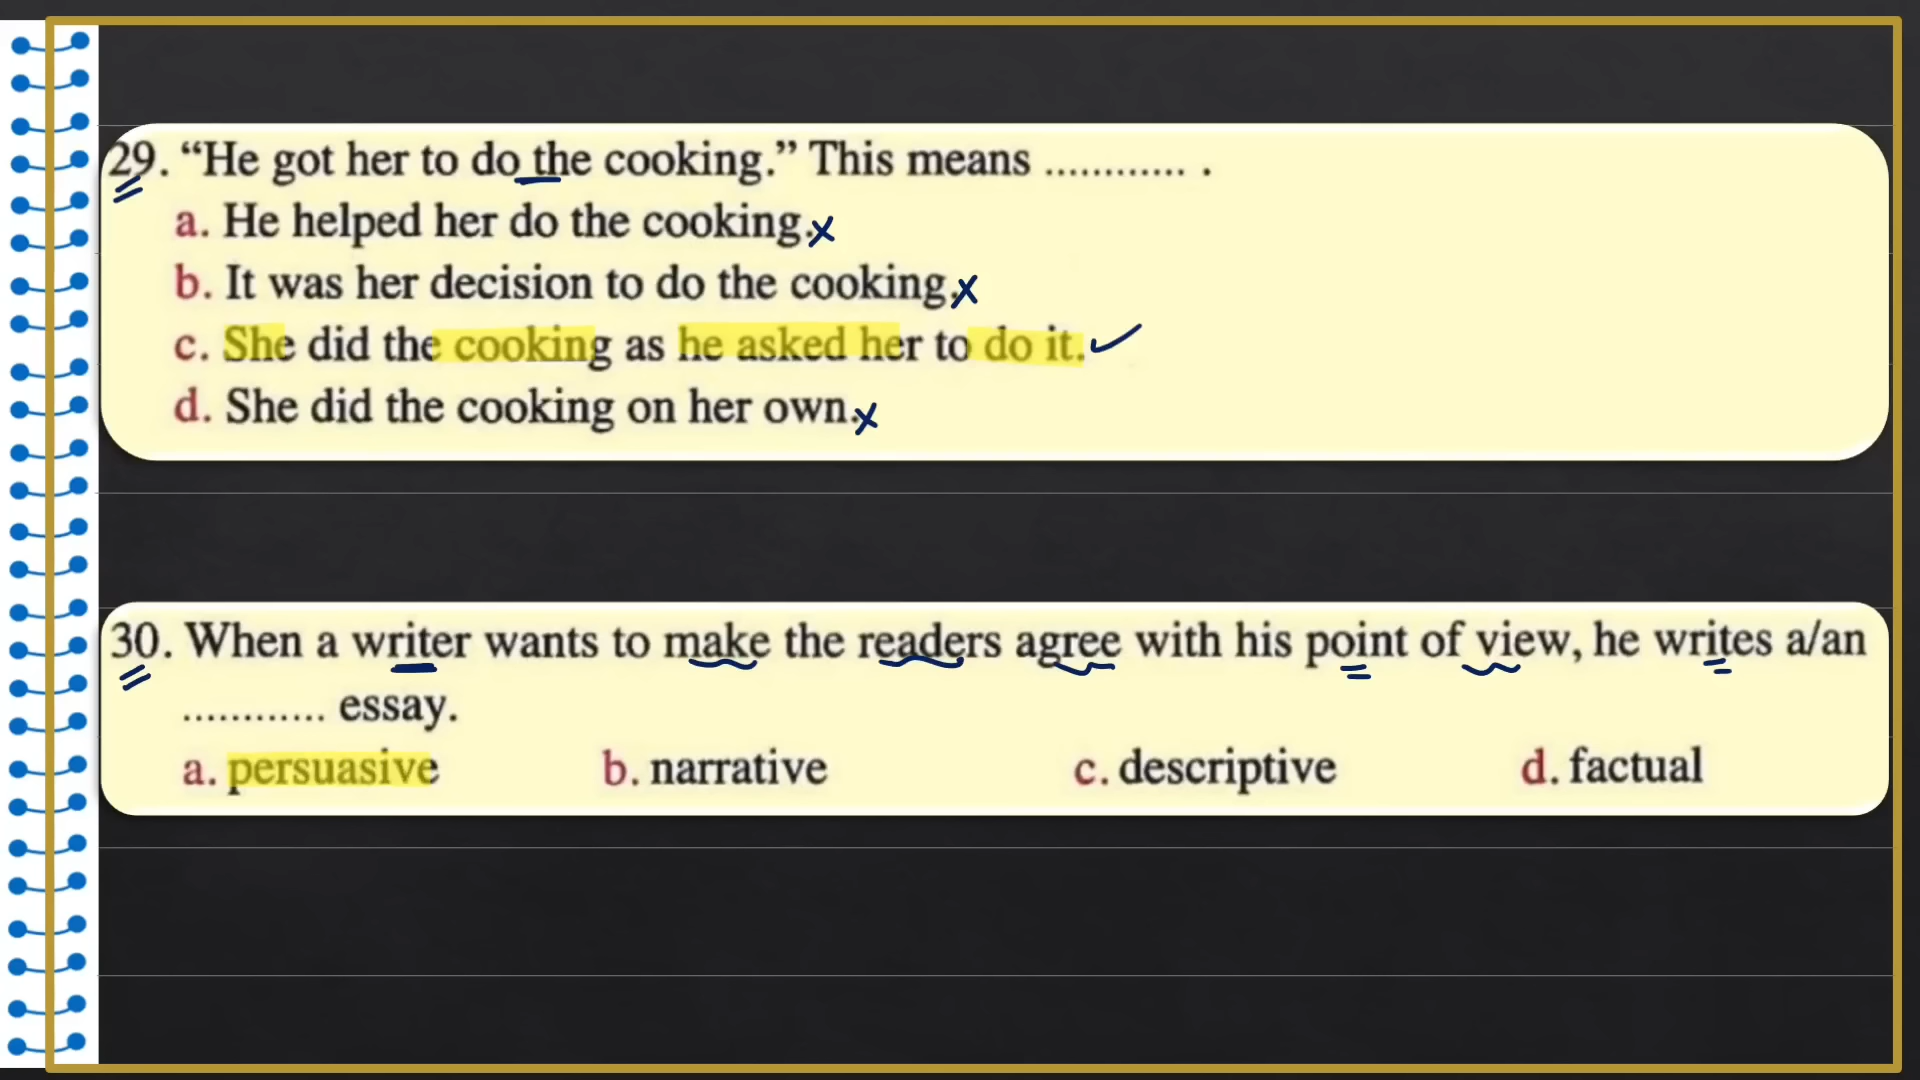 29. “He got her to do the cooking.” This means ............ .
a. He helped her do the cooking.
b. It was her decision to do the cooking.
c. She did the cooking as he asked her to do it.
d. She did the cooking on her own.
30. When a writer wants to make the readers agree with his point of view, he writes a/an
............ essay.
a. persuasive b. narrative c. descriptive d. factual